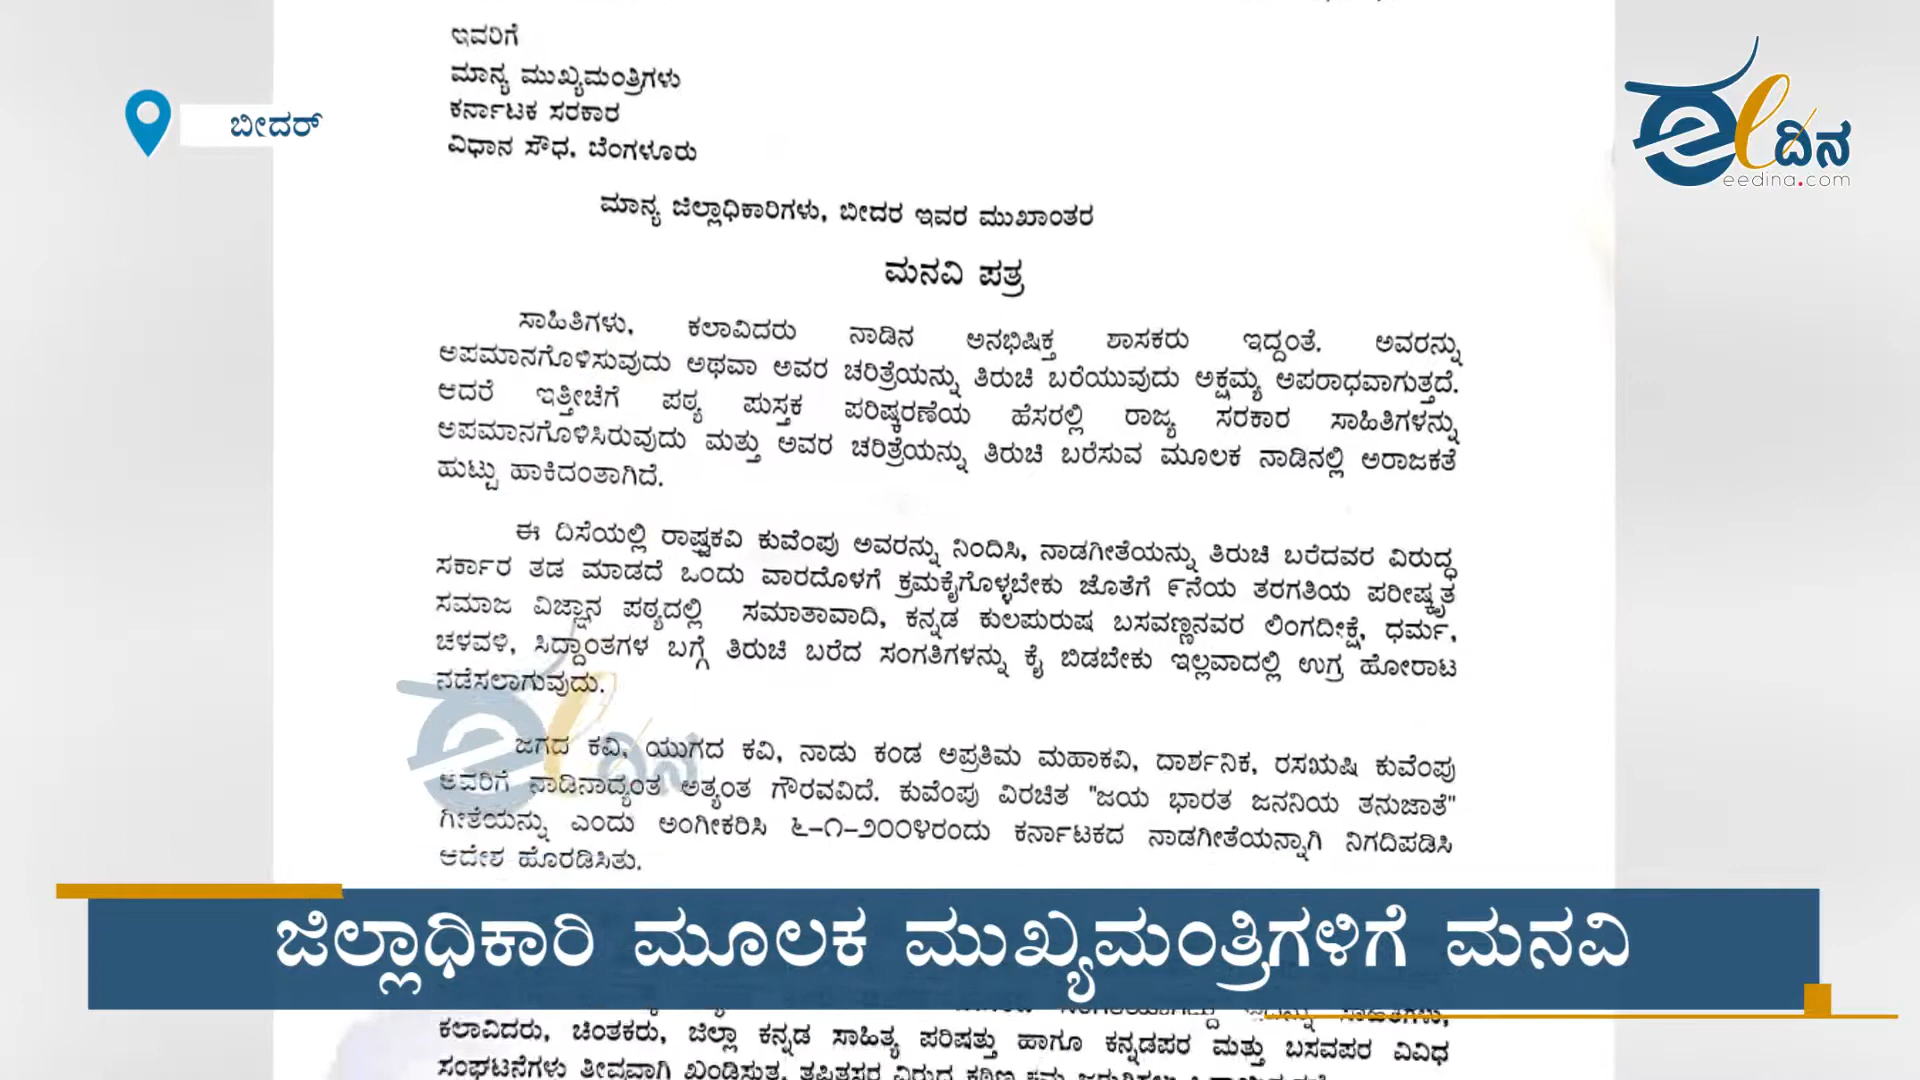 ಇವರಿಗೆ
ಮಾನ್ಯ ಮುಖ್ಯಮಂತ್ರಿಗಳು
ಕರ್ನಾಟಕ ಸರಕಾರ
ವಿಧಾನ ಸೌಧ. ಬೆಂಗಳೂರು
ಬೀದರ್
ಈ ದಿನ
eedina.com
ಮಾನ್ಯ ಜಿಲ್ಲಾಧಿಕಾರಿಗಳು, ಬೀದರ ಇವರ ಮುಖಾಂತರ
ಮನವಿ ಪತ್ರ
ಸಾಹಿತಿಗಳು, ಕಲಾವಿದರು ನಾಡಿನ ಅನಭಿಷಿಕ್ತ ಶಾಸಕರು ಇದ್ದಂತೆ. ಅವರನ್ನು
ಅಪಮಾನಗೊಳಿಸುವುದು ಅಥವಾ ಅವರ ಚರಿತ್ರೆಯನ್ನು ತಿರುಚಿ ಬರೆಯುವುದು ಅಕ್ಷಮ್ಯ ಅಪರಾಧವಾಗುತ್ತದೆ.
ಆದರೆ ಇತ್ತೀಚೆಗೆ ಪಠ್ಯ ಪುಸ್ತಕ ಪರಿಷ್ಕರಣೆಯ ಹೆಸರಲ್ಲಿ ರಾಜ್ಯ ಸರಕಾರ ಸಾಹಿತಿಗಳನ್ನು
ಅಪಮಾನಗೊಳಿಸಿರುವುದು ಮತ್ತು ಅವರ ಚರಿತ್ರೆಯನ್ನು ತಿರುಚಿ ಬರೆಸುವ ಮೂಲಕ ನಾಡಿನಲ್ಲಿ ಅರಾಜಕತೆ
ಹುಟ್ಟು ಹಾಕಿದಂತಾಗಿದೆ.
ಈ ದಿಸೆಯಲ್ಲಿ ರಾಷ್ಟ್ರಕವಿ ಕುವೆಂಪು ಅವರನ್ನು ನಿಂದಿಸಿ, ನಾಡಗೀತೆಯನ್ನು ತಿರುಚಿ ಬರೆದವರ ವಿರುದ್ಧ
ಸರ್ಕಾರ ತಡ ಮಾಡದೆ ಒಂದು ವಾರದೊಳಗೆ ಕ್ರಮಕೈಗೊಳ್ಳಬೇಕು ಜೊತೆಗೆ ೯ನೆಯ ತರಗತಿಯ ಪರೀಷ್ಕೃತ
ಸಮಾಜ ವಿಜ್ಞಾನ ಪಠ್ಯದಲ್ಲಿ ಸಮಾತಾವಾದಿ, ಕನ್ನಡ ಕುಲಪುರುಷ ಬಸವಣ್ಣನವರ ಲಿಂಗದೀಕ್ಷೆ, ಧರ್ಮ,
ಚಳವಳಿ, ಸಿದ್ದಾಂತಗಳ ಬಗ್ಗೆ ತಿರುಚಿ ಬರೆದ ಸಂಗತಿಗಳನ್ನು ಕೈ ಬಿಡಬೇಕು ಇಲ್ಲವಾದಲ್ಲಿ ಉಗ್ರ ಹೋರಾಟ
ನಡೆಸಲಾಗುವುದು.
ಜಗದ ಕವಿ, ಯುಗದ ಕವಿ, ನಾಡು ಕಂಡ ಅಪ್ರತಿಮ ಮಹಾಕವಿ, ದಾರ್ಶನಿಕ, ರಸಋಷಿ ಕುವೆಂಪು
ಅವರಿಗೆ ನಾಡಿನಾದ್ಯಂತ ಅತ್ಯಂತ ಗೌರವವಿದೆ. ಕುವೆಂಪು ವಿರಚಿತ "ಜಯ ಭಾರತ ಜನನಿಯ ತನುಜಾತೆ"
ಗೀತೆಯನ್ನು ಎಂದು ಅಂಗೀಕರಿಸಿ ೬-೧-೨೦೦೪ರಂದು ಕರ್ನಾಟಕದ ನಾಡಗೀತೆಯನ್ನಾಗಿ ನಿಗದಿಪಡಿಸಿ
ಆದೇಶ ಹೊರಡಿಸಿತು.
ಜಿಲ್ಲಾಧಿಕಾರಿ ಮೂಲಕ ಮುಖ್ಯಮಂತ್ರಿಗಳಿಗೆ ಮನವಿ
ಕಲಾವಿದರು, ಚಿಂತಕರು, ಜಿಲ್ಲಾ ಕನ್ನಡ ಸಾಹಿತ್ಯ ಪರಿಷತ್ತು ಹಾಗೂ ಕನ್ನಡಪರ ಮತ್ತು ಬಸವಪರ ವಿವಿಧ
ಸಂಘಟನೆಗಳು ತೀವ್ರವಾಗಿ ಖಂಡಿಸುತ್ತ,